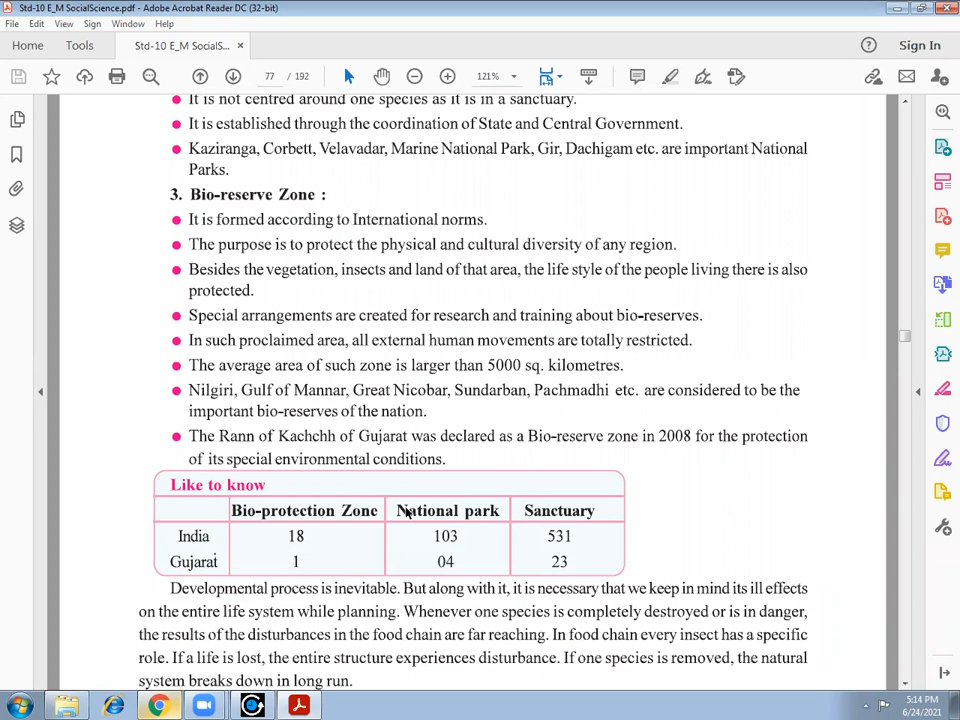 Std-10 E_M SocialScience.pdf - Adobe Acrobat Reader DC (32-bit)
File Edit View Sign Window Help
Home Tools Std-10 E_M SocialS... × Sign In
77 / 192 121%
It is not centred around one species as it is in a sanctuary.
It is established through the coordination of State and Central Government.
Kaziranga, Corbett, Velavadar, Marine National Park, Gir, Dachigam etc. are important National
Parks.
3. Bio-reserve Zone :
It is formed according to International norms.
The purpose is to protect the physical and cultural diversity of any region.
Besides the vegetation, insects and land of that area, the life style of the people living there is also
protected.
Special arrangements are created for research and training about bio-reserves.
In such proclaimed area, all external human movements are totally restricted.
The average area of such zone is larger than 5000 sq. kilometres.
Nilgiri, Gulf of Mannar, Great Nicobar, Sundarban, Pachmadhi etc. are considered to be the
important bio-reserves of the nation.
The Rann of Kachchh of Gujarat was declared as a Bio-reserve zone in 2008 for the protection
of its special environmental conditions.
Like to know
Bio-protection Zone National park Sanctuary
India 18 103 531
Gujarat 1 04 23
Developmental process is inevitable. But along with it, it is necessary that we keep in mind its ill effects
on the entire life system while planning. Whenever one species is completely destroyed or is in danger,
the results of the disturbances in the food chain are far reaching. In food chain every insect has a specific
role. If a life is lost, the entire structure experiences disturbance. If one species is removed, the natural
system breaks down in long run.
5:14 PM
6/24/2021